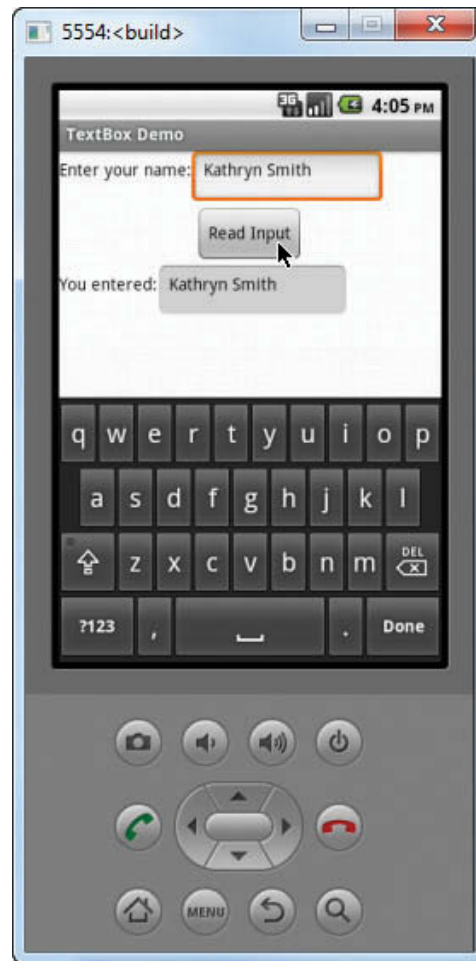 5554:<build>
3G 4:05 PM
TextBox Demo
Enter your name: Kathryn Smith
Read Input
You entered: Kathryn Smith
q w e r t y u i o p
a s d f g h j k l
z x c v b n m DEL
?123 , . Done
MENU